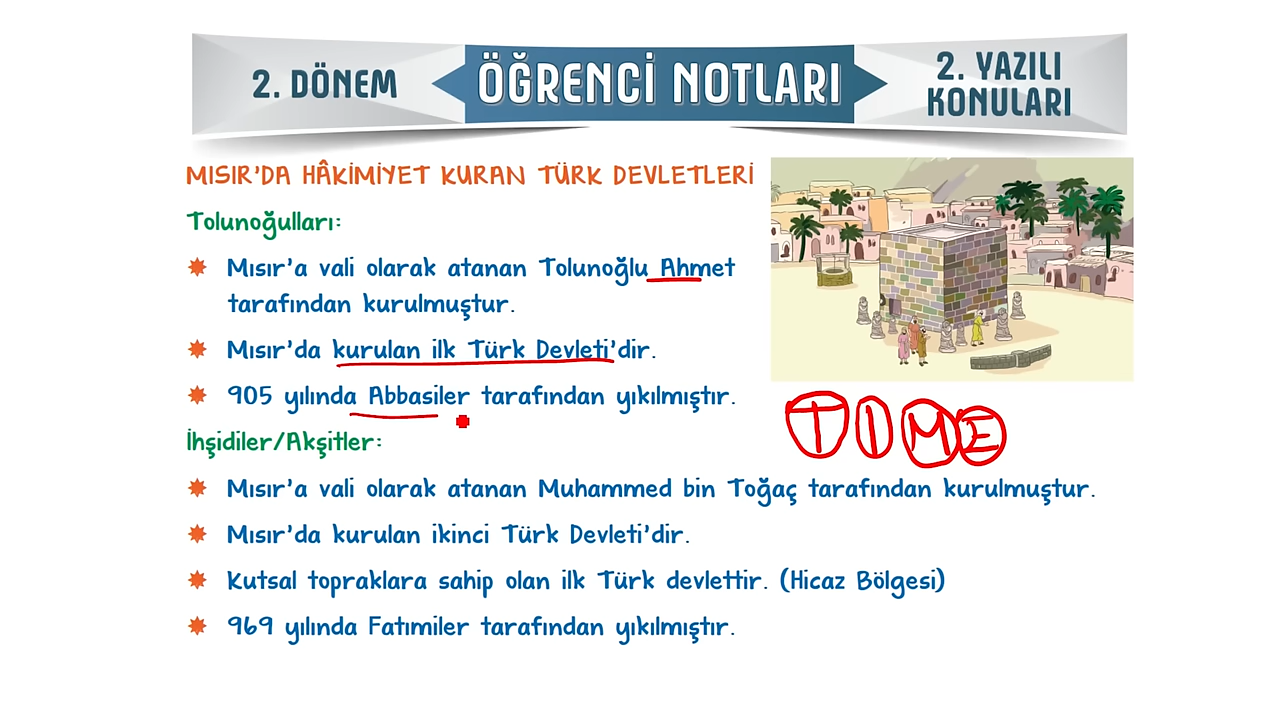 2. DÖNEM
ÖĞRENCİ NOTLARI
2. YAZILI
KONULARI
MISIR'DA HÂKİMİYET KURAN TÜRK DEVLETLERİ
Tolunoğulları:
Mısır'a vali olarak atanan Tolunoğlu Ahmet
tarafından kurulmuştur.
Mısır'da kurulan ilk Türk Devleti'dir.
905 yılında Abbasiler tarafından yıkılmıştır.
TIME
İhşidiler/Akşitler:
Mısır'a vali olarak atanan Muhammed bin Toğaç tarafından kurulmuştur.
Mısır'da kurulan ikinci Türk Devleti'dir.
Kutsal topraklara sahip olan ilk Türk devlettir. (Hicaz Bölgesi)
969 yılında Fatımiler tarafından yıkılmıştır.